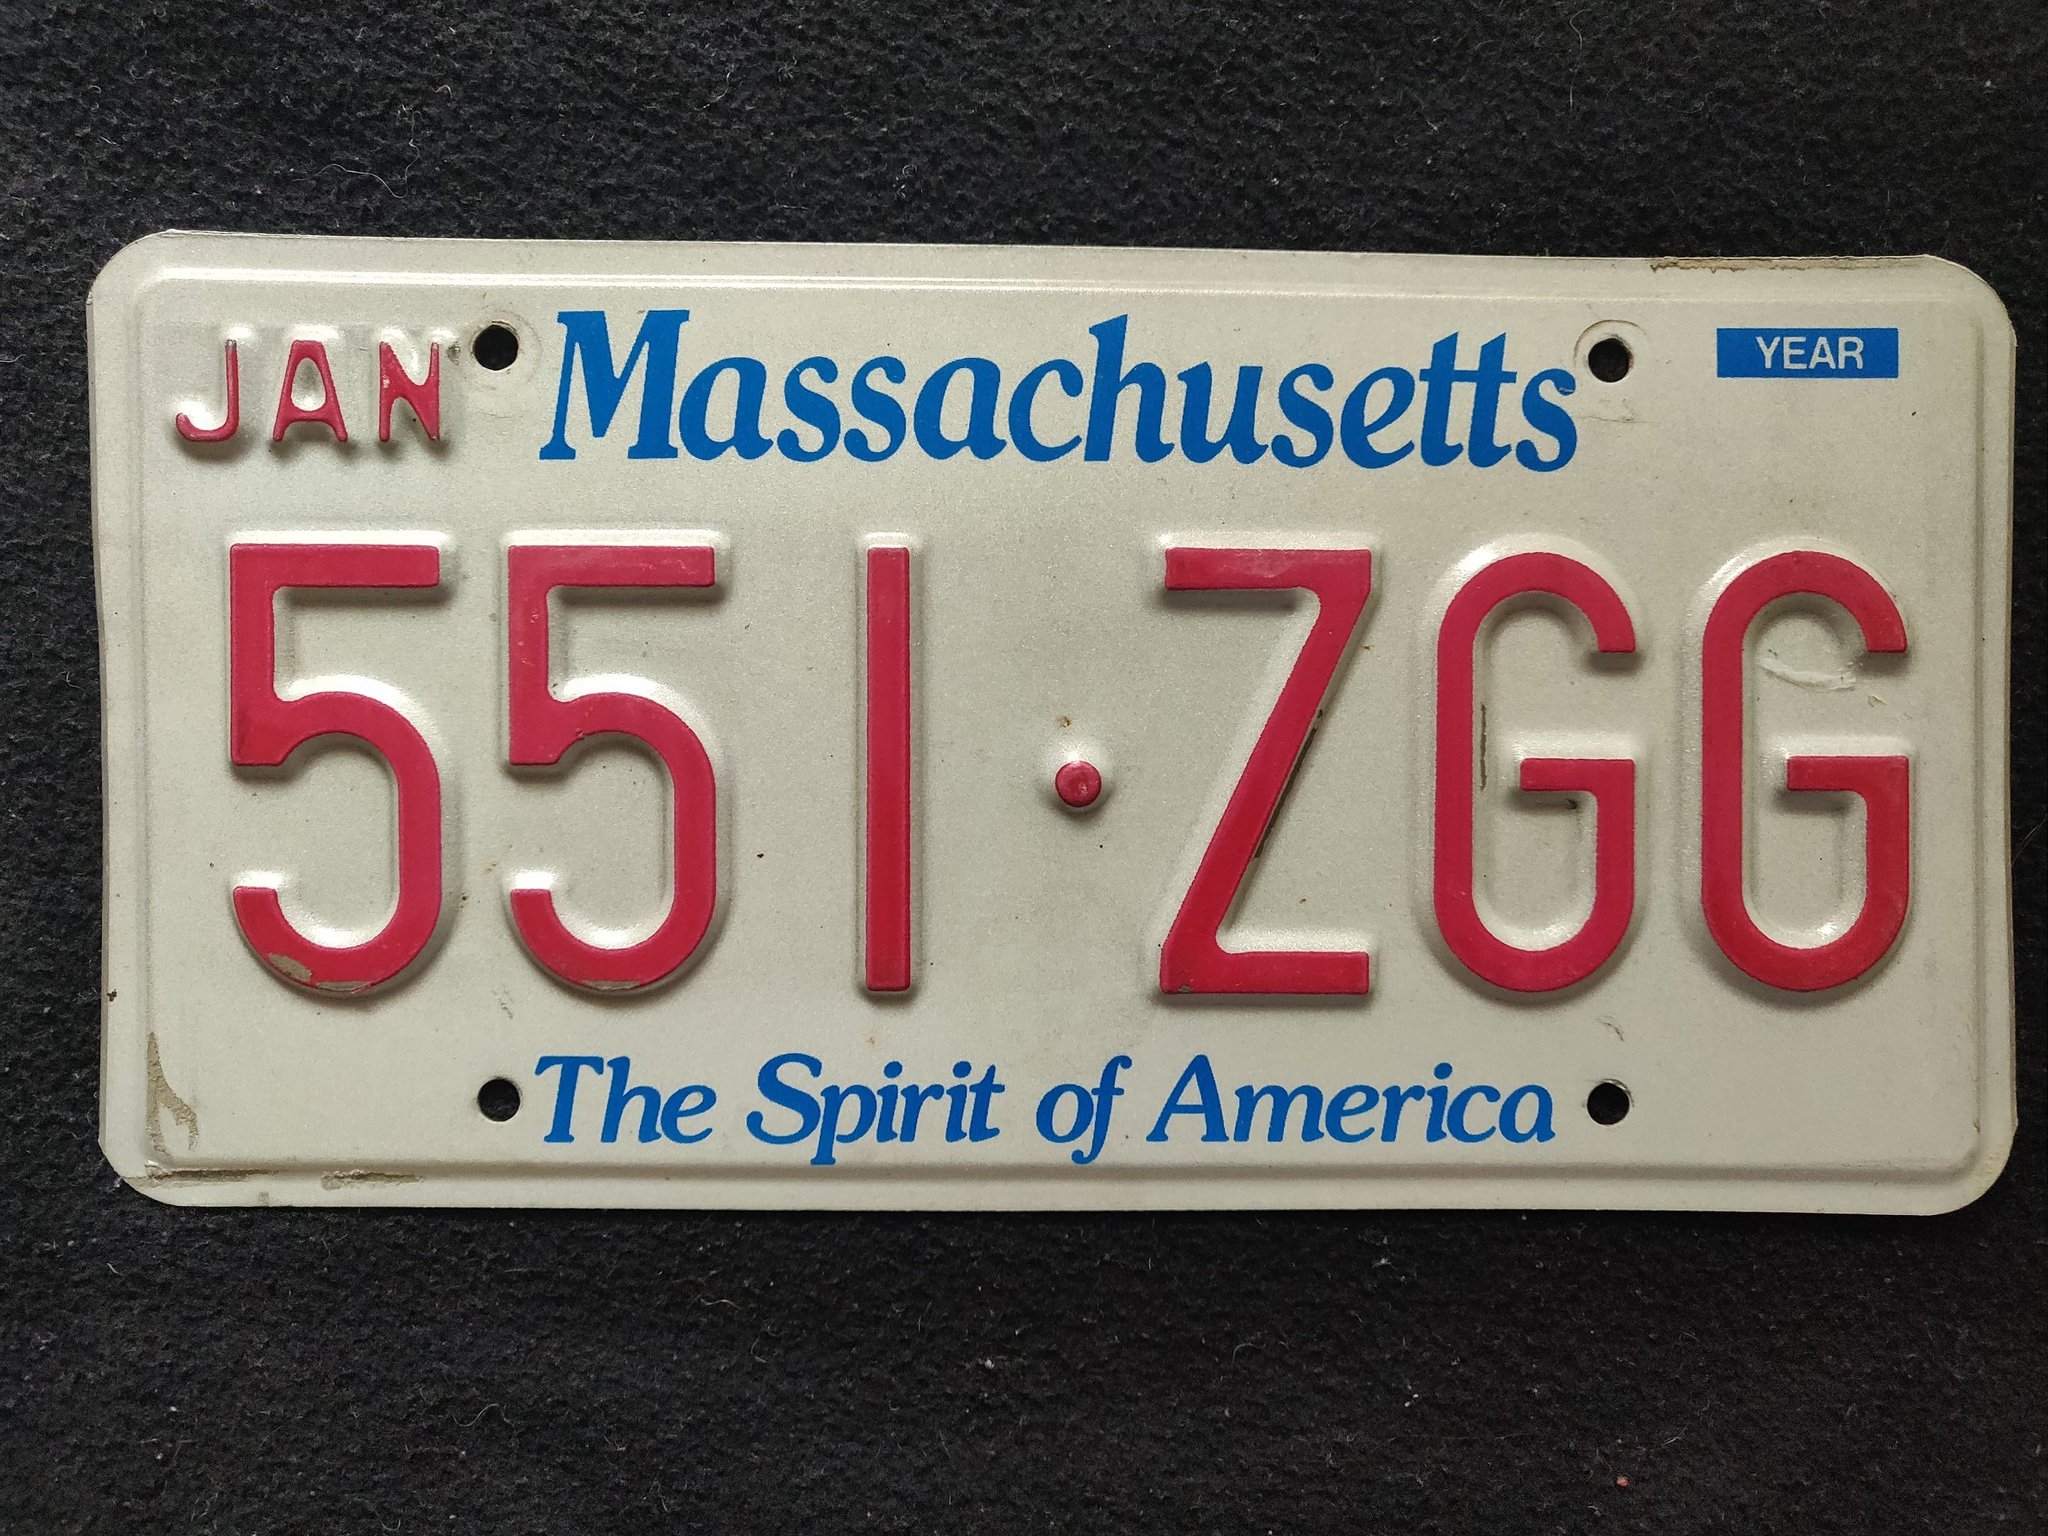 JAN Massachusetts YEAR
551·ZGG
The Spirit of America